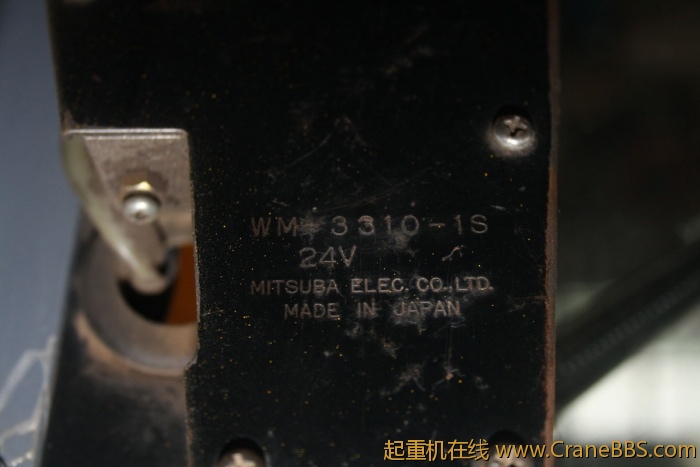 WM-3310-1S
24V
MITSUBA ELEC. CO.,LTD.
MADE IN JAPAN
起重机在线 www.CraneBBS.com